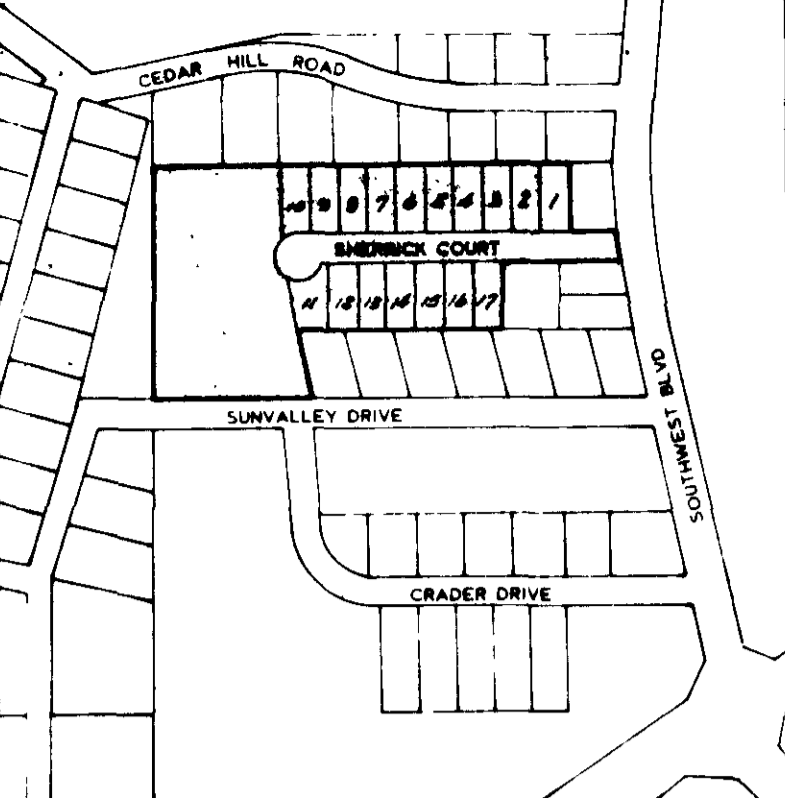 CEDAR HILL ROAD
10 9 8 7 6 5 4 3 2 1
SHERRICK COURT
11 12 13 14 15 16 17
SUNVALLEY DRIVE
SOUTHWEST BLVD
CRADER DRIVE